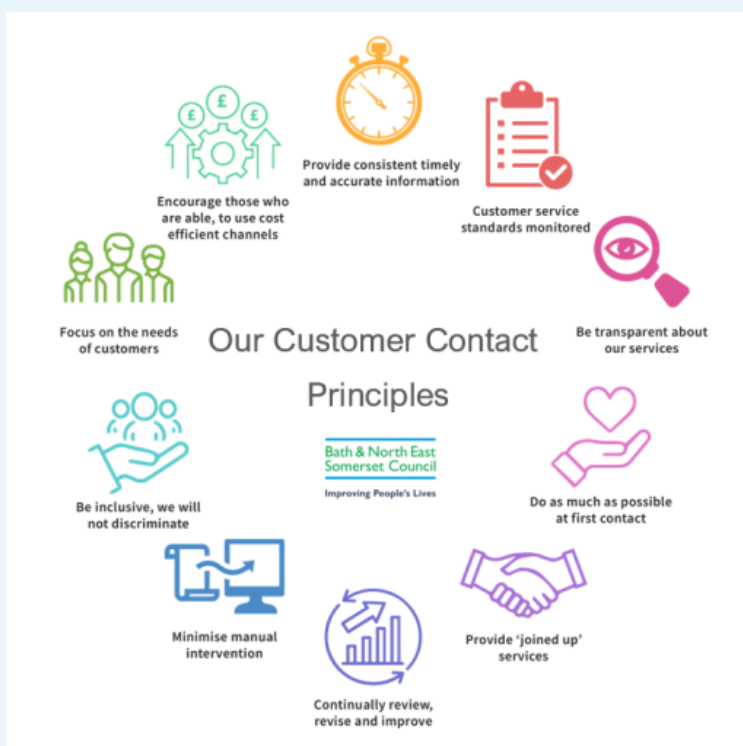 Our Customer Contact
Principles
Bath & North East
Somerset Council
Improving People's Lives
Provide consistent timely
and accurate information
Customer service
standards monitored
Be transparent about
our services
Do as much as possible
at first contact
Provide ‘joined up’
services
Continually review,
revise and improve
Minimise manual
intervention
Be inclusive, we will
not discriminate
Focus on the needs
of customers
£
£
£
Encourage those who
are able, to use cost
efficient channels